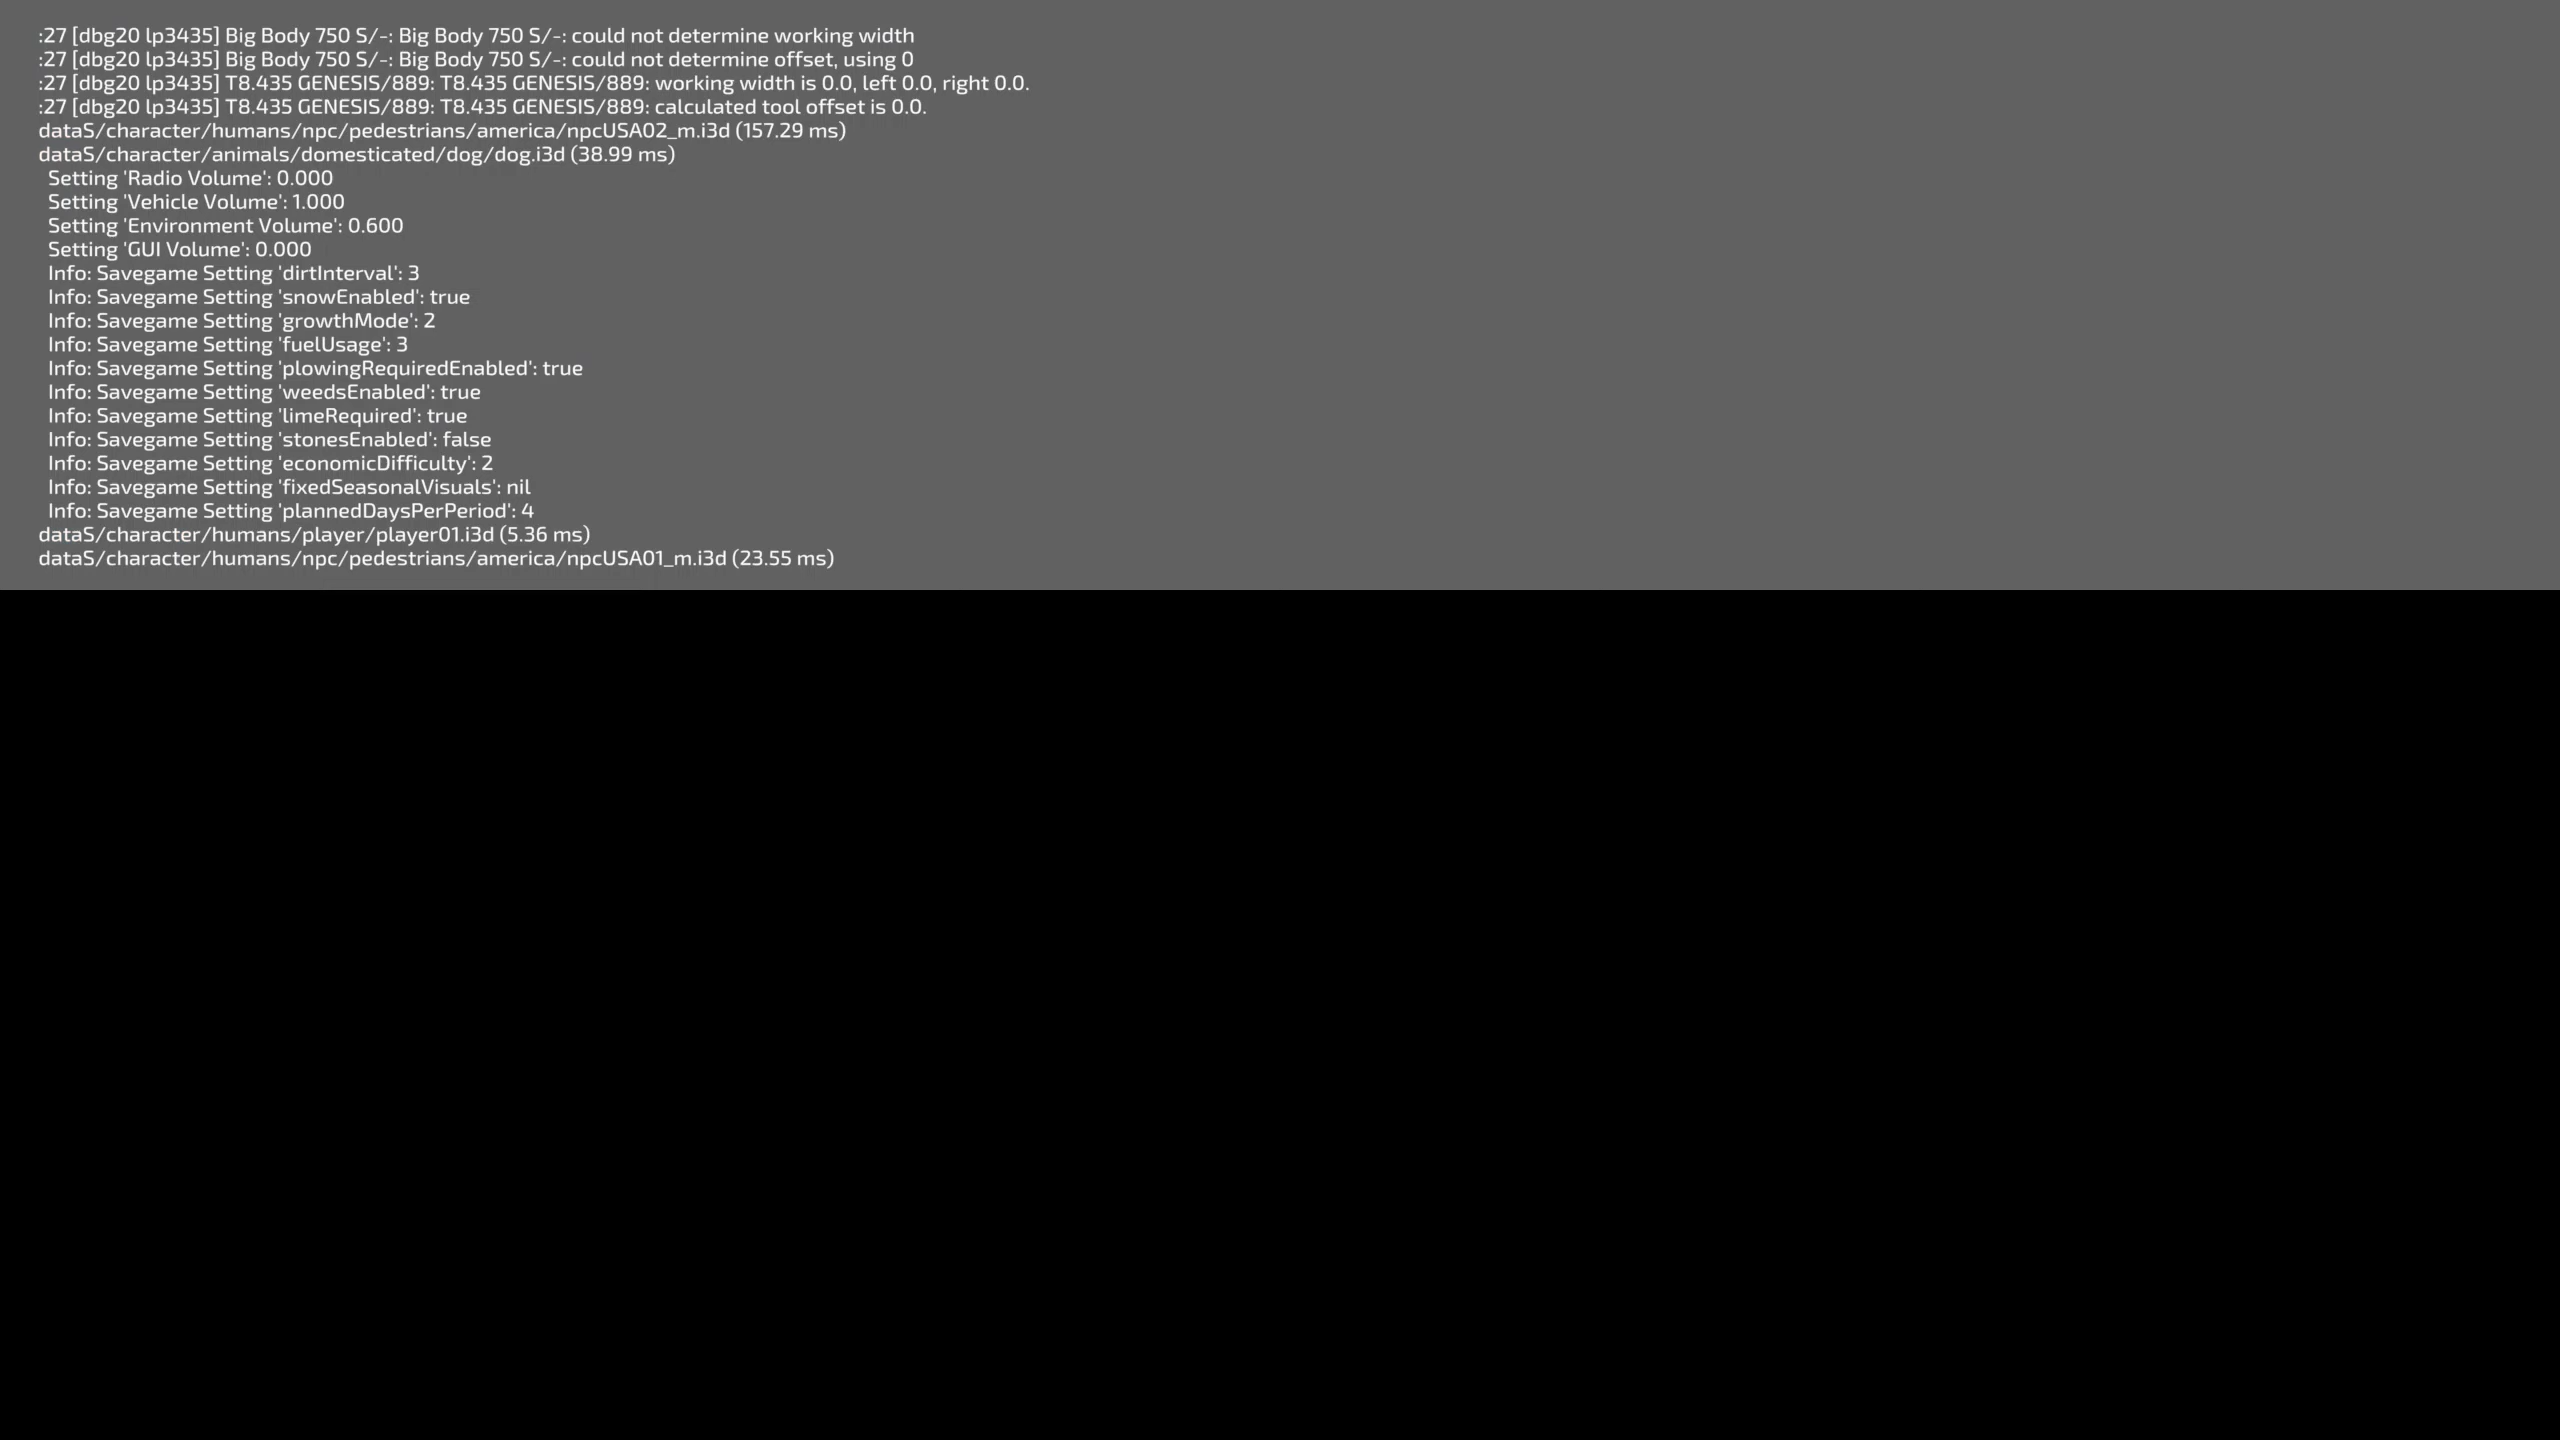 :27 [dbg20 lp3435] Big Body 750 S/-: Big Body 750 S/-: could not determine working width
:27 [dbg20 lp3435] Big Body 750 S/-: Big Body 750 S/-: could not determine offset, using 0
:27 [dbg20 lp3435] T8.435 GENESIS/889: T8.435 GENESIS/889: working width is 0.0, left 0.0, right 0.0.
:27 [dbg20 lp3435] T8.435 GENESIS/889: T8.435 GENESIS/889: calculated tool offset is 0.0.
dataS/character/humans/npc/pedestrians/america/npcUSA02_m.i3d (157.29 ms)
dataS/character/animals/domesticated/dog/dog.i3d (38.99 ms)
Setting 'Radio Volume': 0.000
Setting 'Vehicle Volume': 1.000
Setting 'Environment Volume': 0.600
Setting 'GUI Volume': 0.000
Info: Savegame Setting 'dirtInterval': 3
Info: Savegame Setting 'snowEnabled': true
Info: Savegame Setting 'growthMode': 2
Info: Savegame Setting 'fuelUsage': 3
Info: Savegame Setting 'plowingRequiredEnabled': true
Info: Savegame Setting 'weedsEnabled': true
Info: Savegame Setting 'limeRequired': true
Info: Savegame Setting 'stonesEnabled': false
Info: Savegame Setting 'economicDifficulty': 2
Info: Savegame Setting 'fixedSeasonalVisuals': nil
Info: Savegame Setting 'plannedDaysPerPeriod': 4
dataS/character/humans/player/player01.i3d (5.36 ms)
dataS/character/humans/npc/pedestrians/america/npcUSA01_m.i3d (23.55 ms)